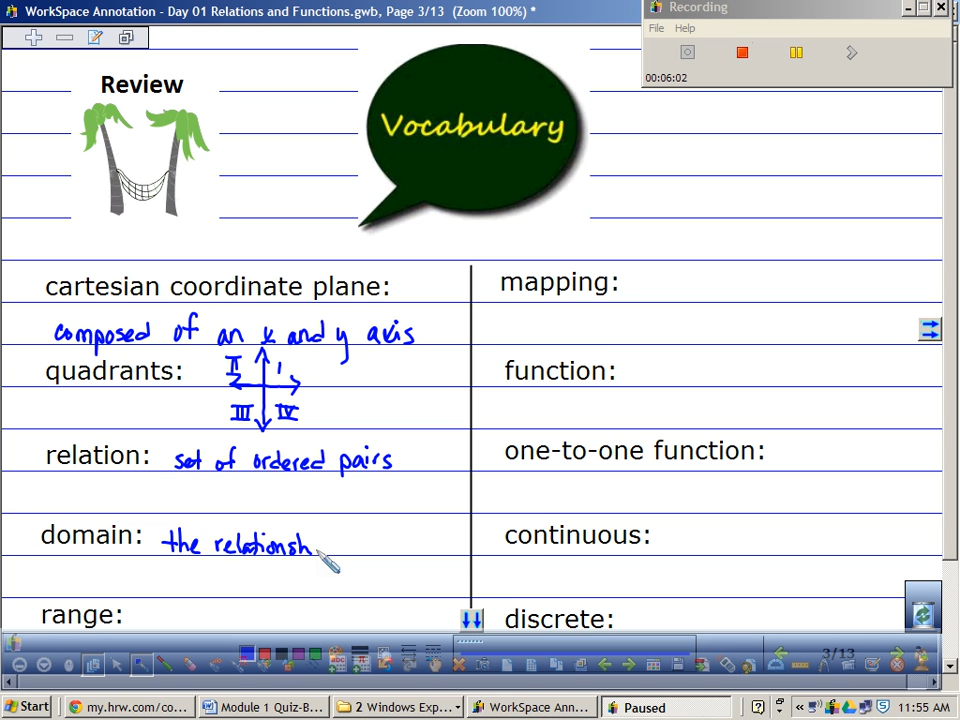 WorkSpace Annotation - Day 01 Relations and Functions.gwb, Page 3/13 (Zoom 100%) *
Recording
File Help
00:06:02
Review
Vocabulary
cartesian coordinate plane:
composed of an x and y axis
quadrants:
II I
III IV
relation: set of ordered pairs
domain: the relationsh
range:
mapping:
function:
one-to-one function:
continuous:
discrete:
3/13
Start
my.hrw.com/co...
Module 1 Quiz-B...
2 Windows Exp...
WorkSpace Ann...
Paused
11:55 AM